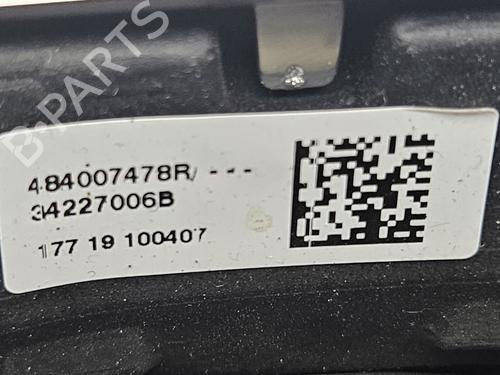 B-PARTS
484007478R/ ---
34227006B
177 19 100407